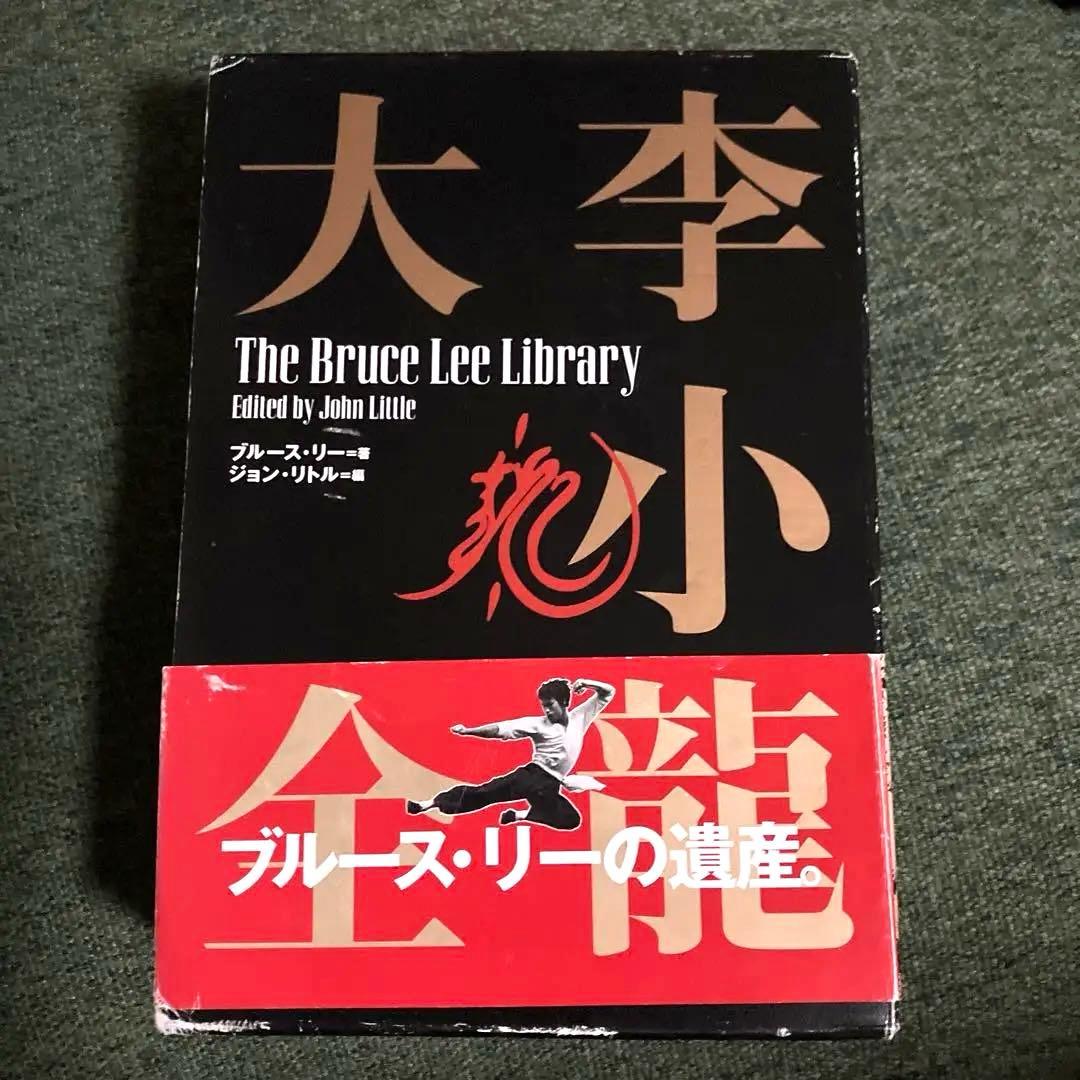 李小龍
大全
The Bruce Lee Library
Edited by John Little
ブルース・リー=著
ジョン・リトル=編
ブルース・リーの遺産。